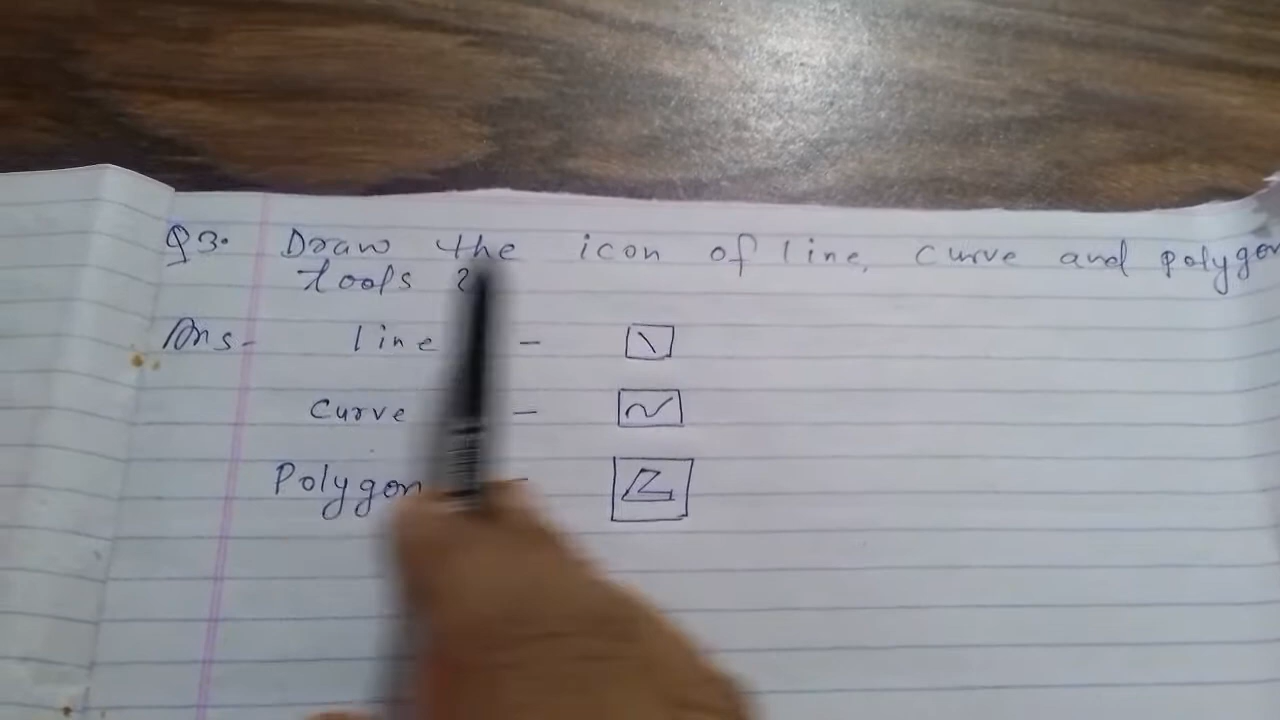 Q3. Draw the icon of line, curve and polygon
tools ?
Ans- line -
Curve -
Polygon -